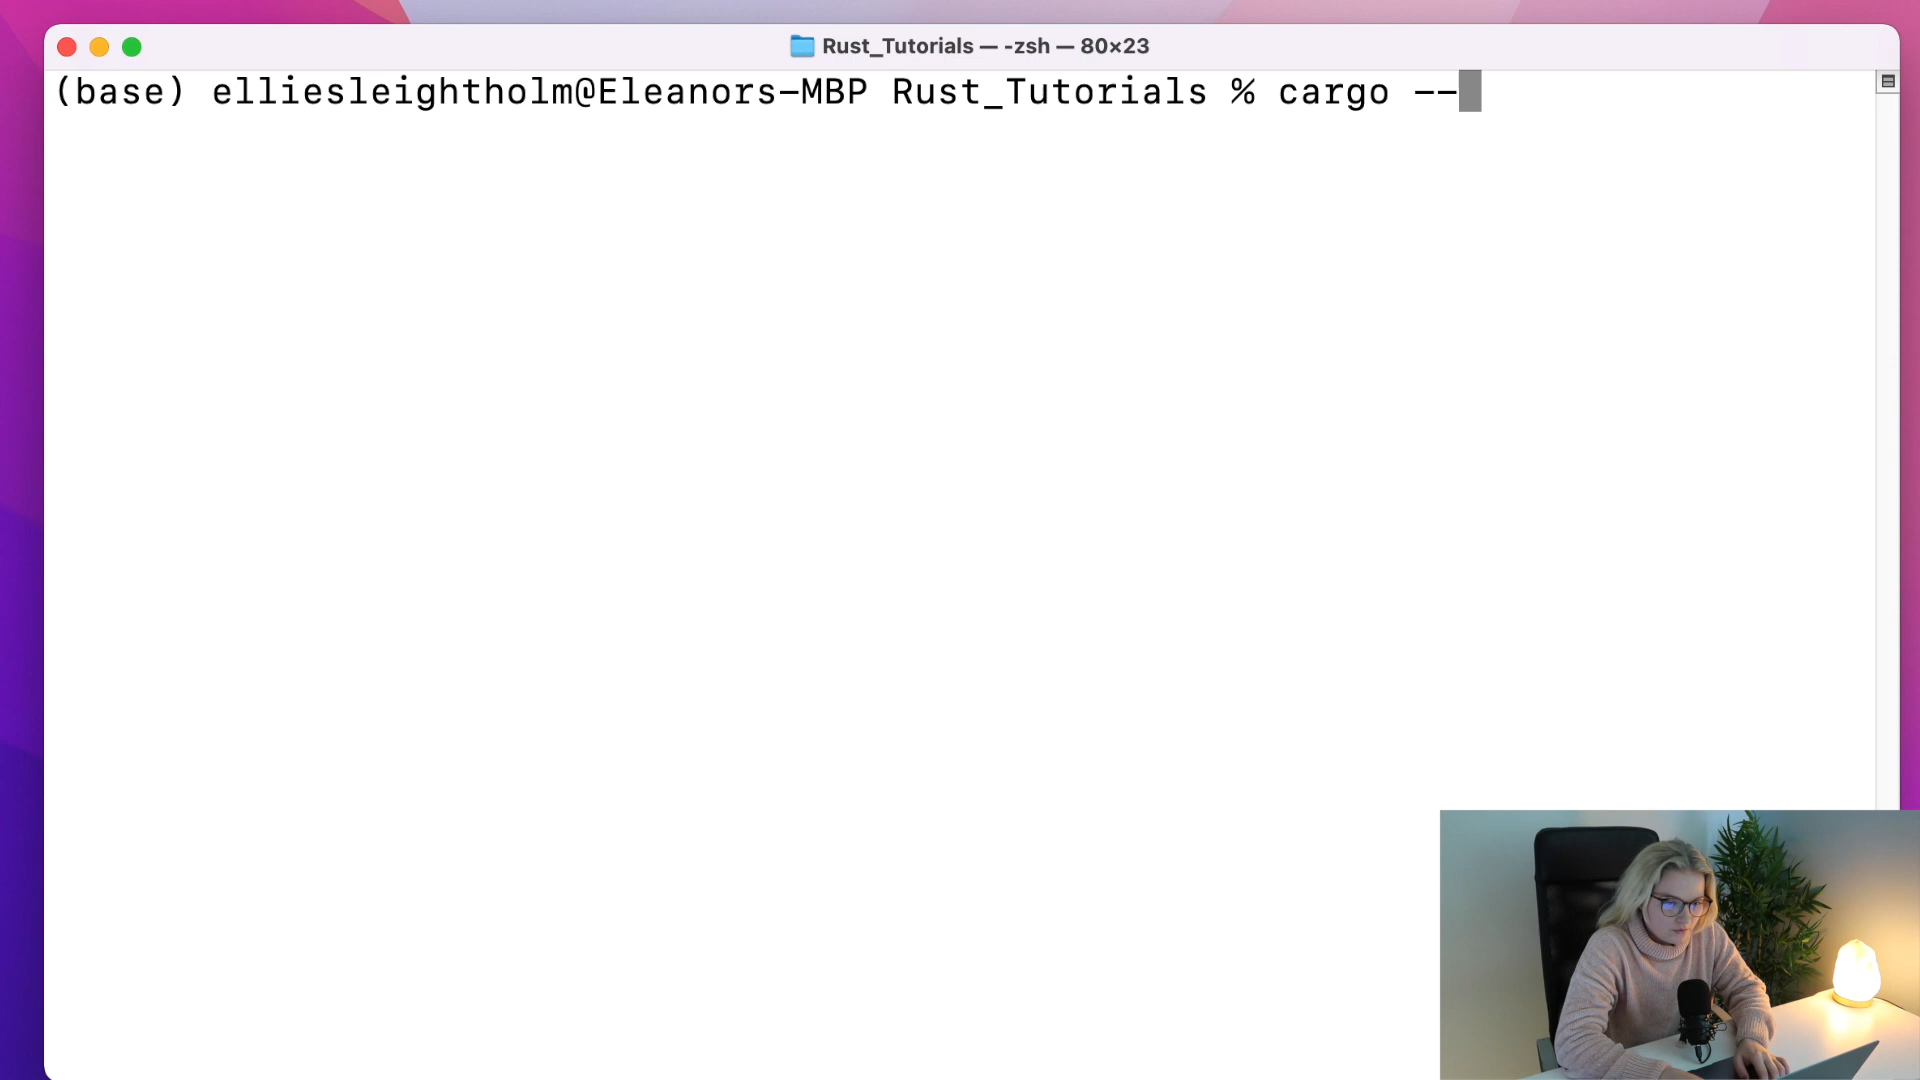 Rust_Tutorials — -zsh — 80×23
(base) elliesleightholm@Eleanors-MBP Rust_Tutorials % cargo --